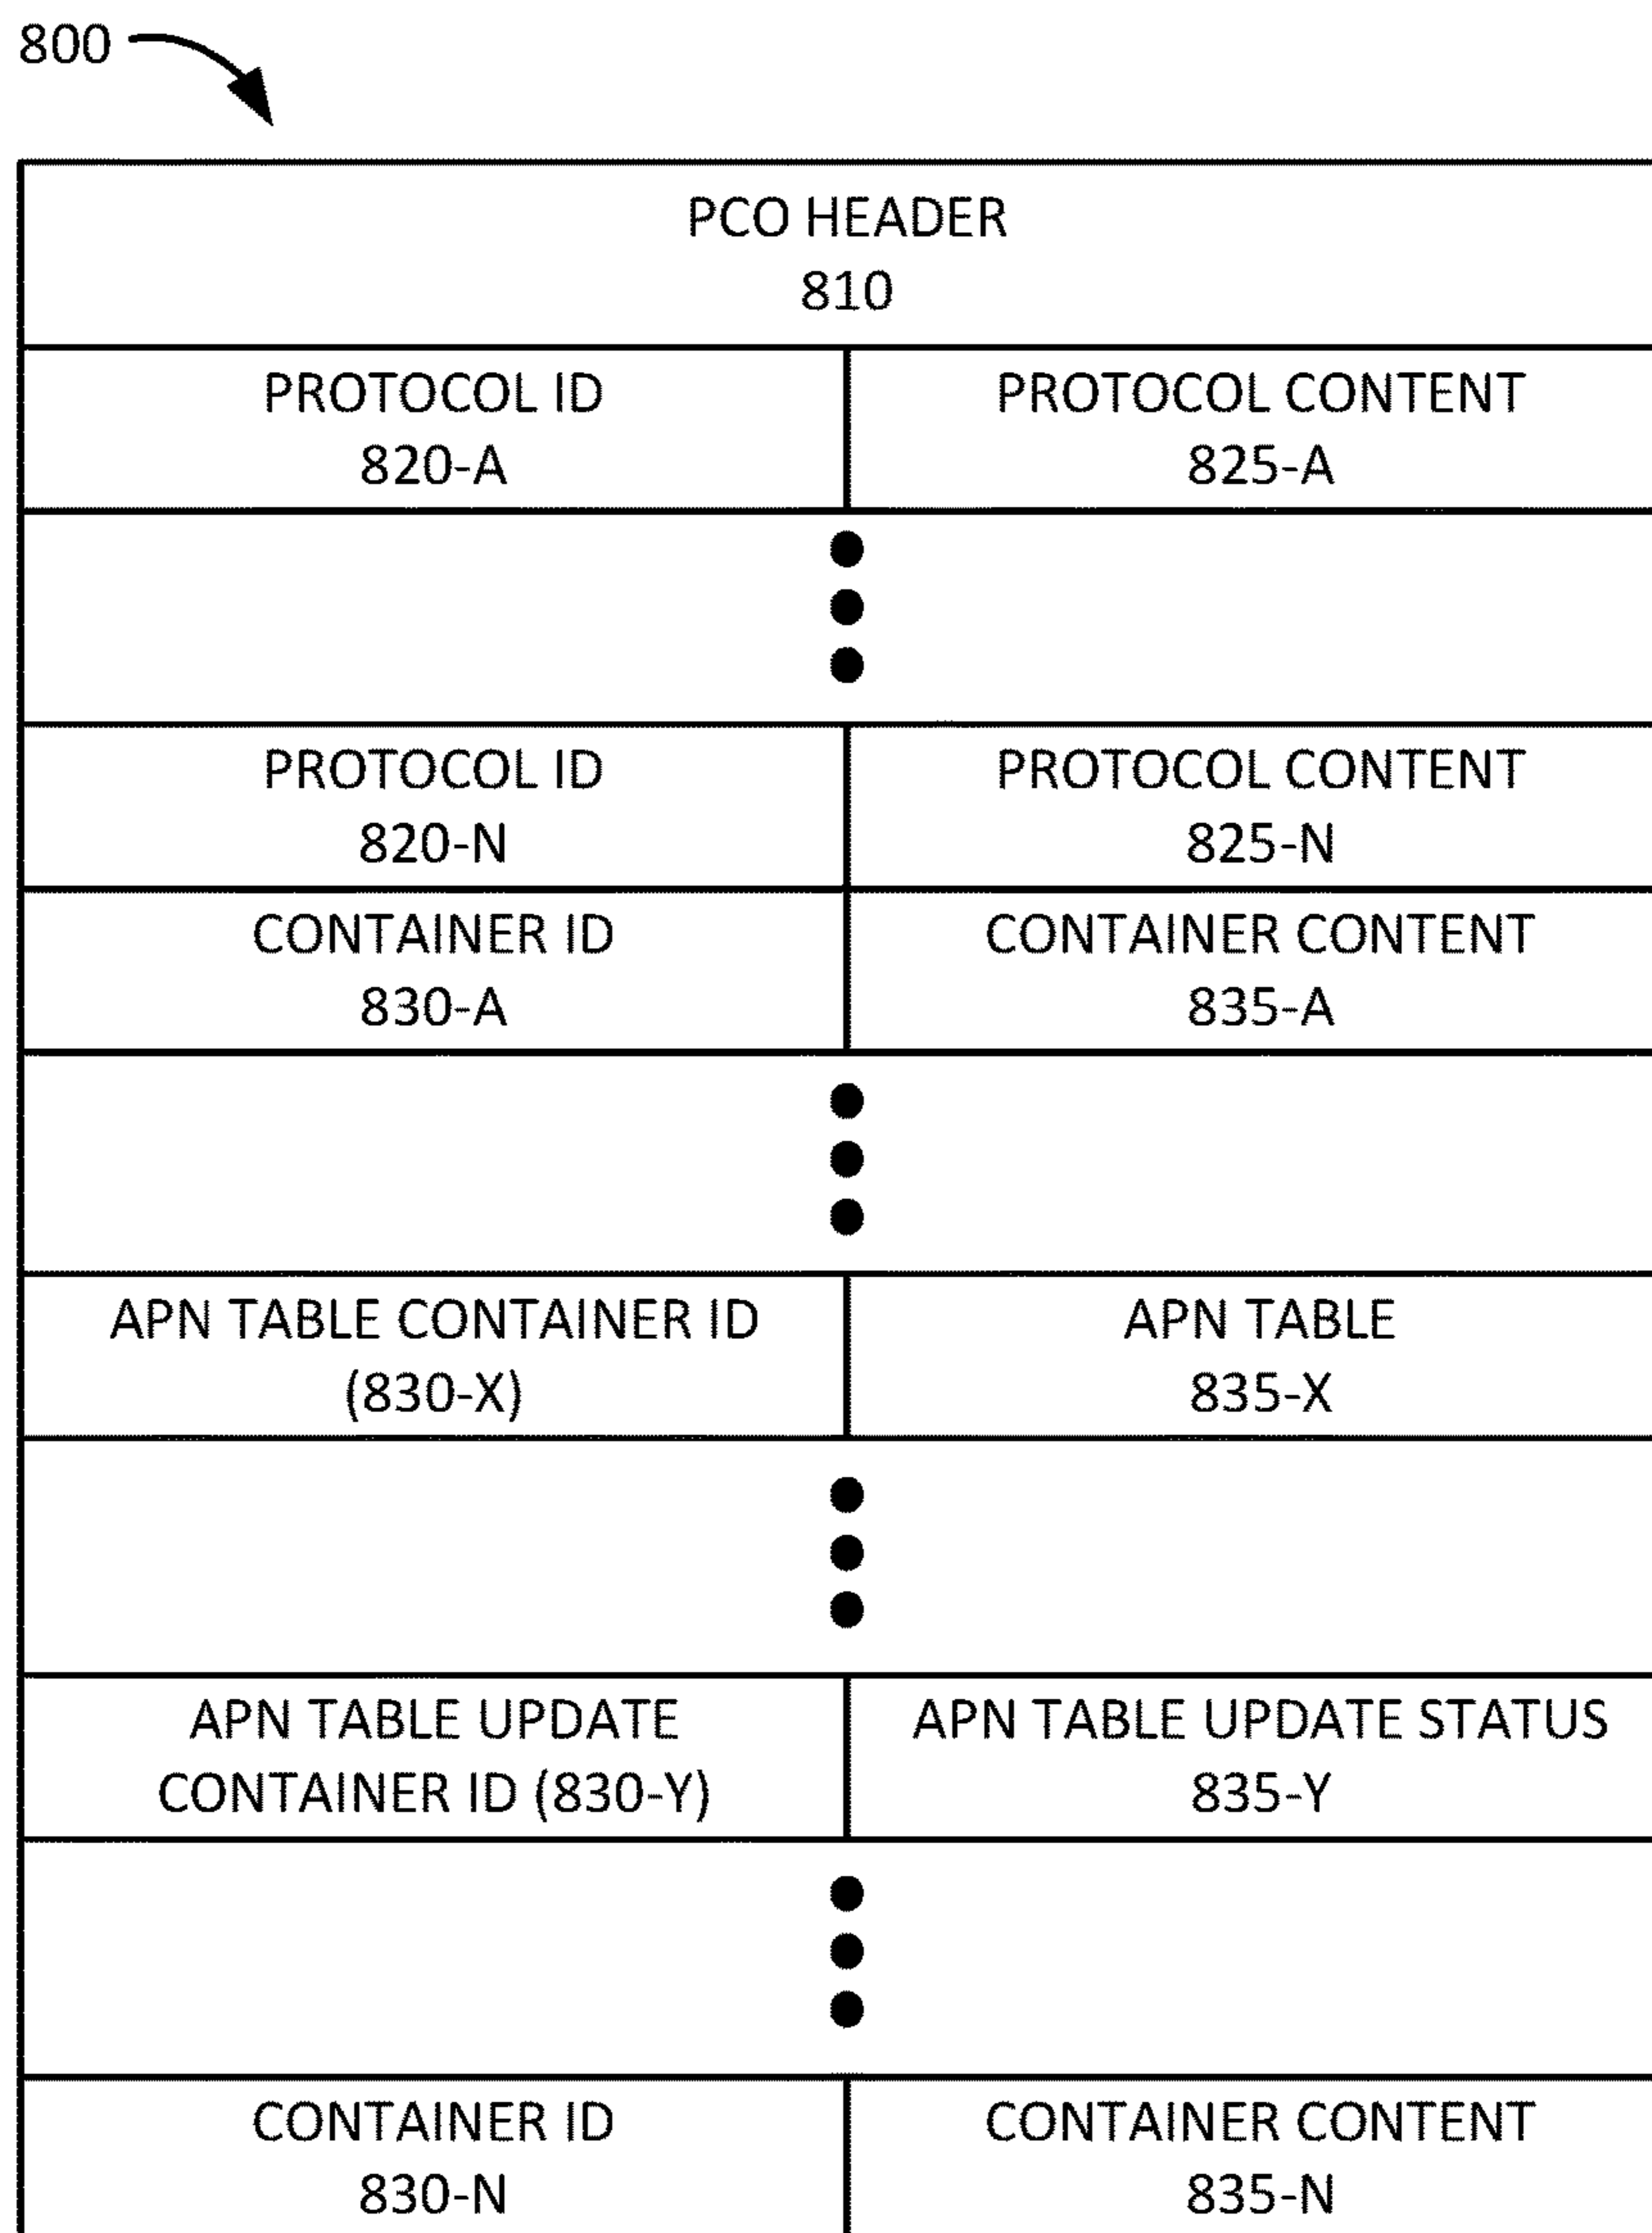 800
PCO HEADER
810
PROTOCOL ID
820-A
PROTOCOL CONTENT
825-A
PROTOCOL ID
820-N
PROTOCOL CONTENT
825-N
CONTAINER ID
830-A
CONTAINER CONTENT
835-A
APN TABLE CONTAINER ID
(830-X)
APN TABLE
835-X
APN TABLE UPDATE
CONTAINER ID (830-Y)
APN TABLE UPDATE STATUS
835-Y
CONTAINER ID
830-N
CONTAINER CONTENT
835-N